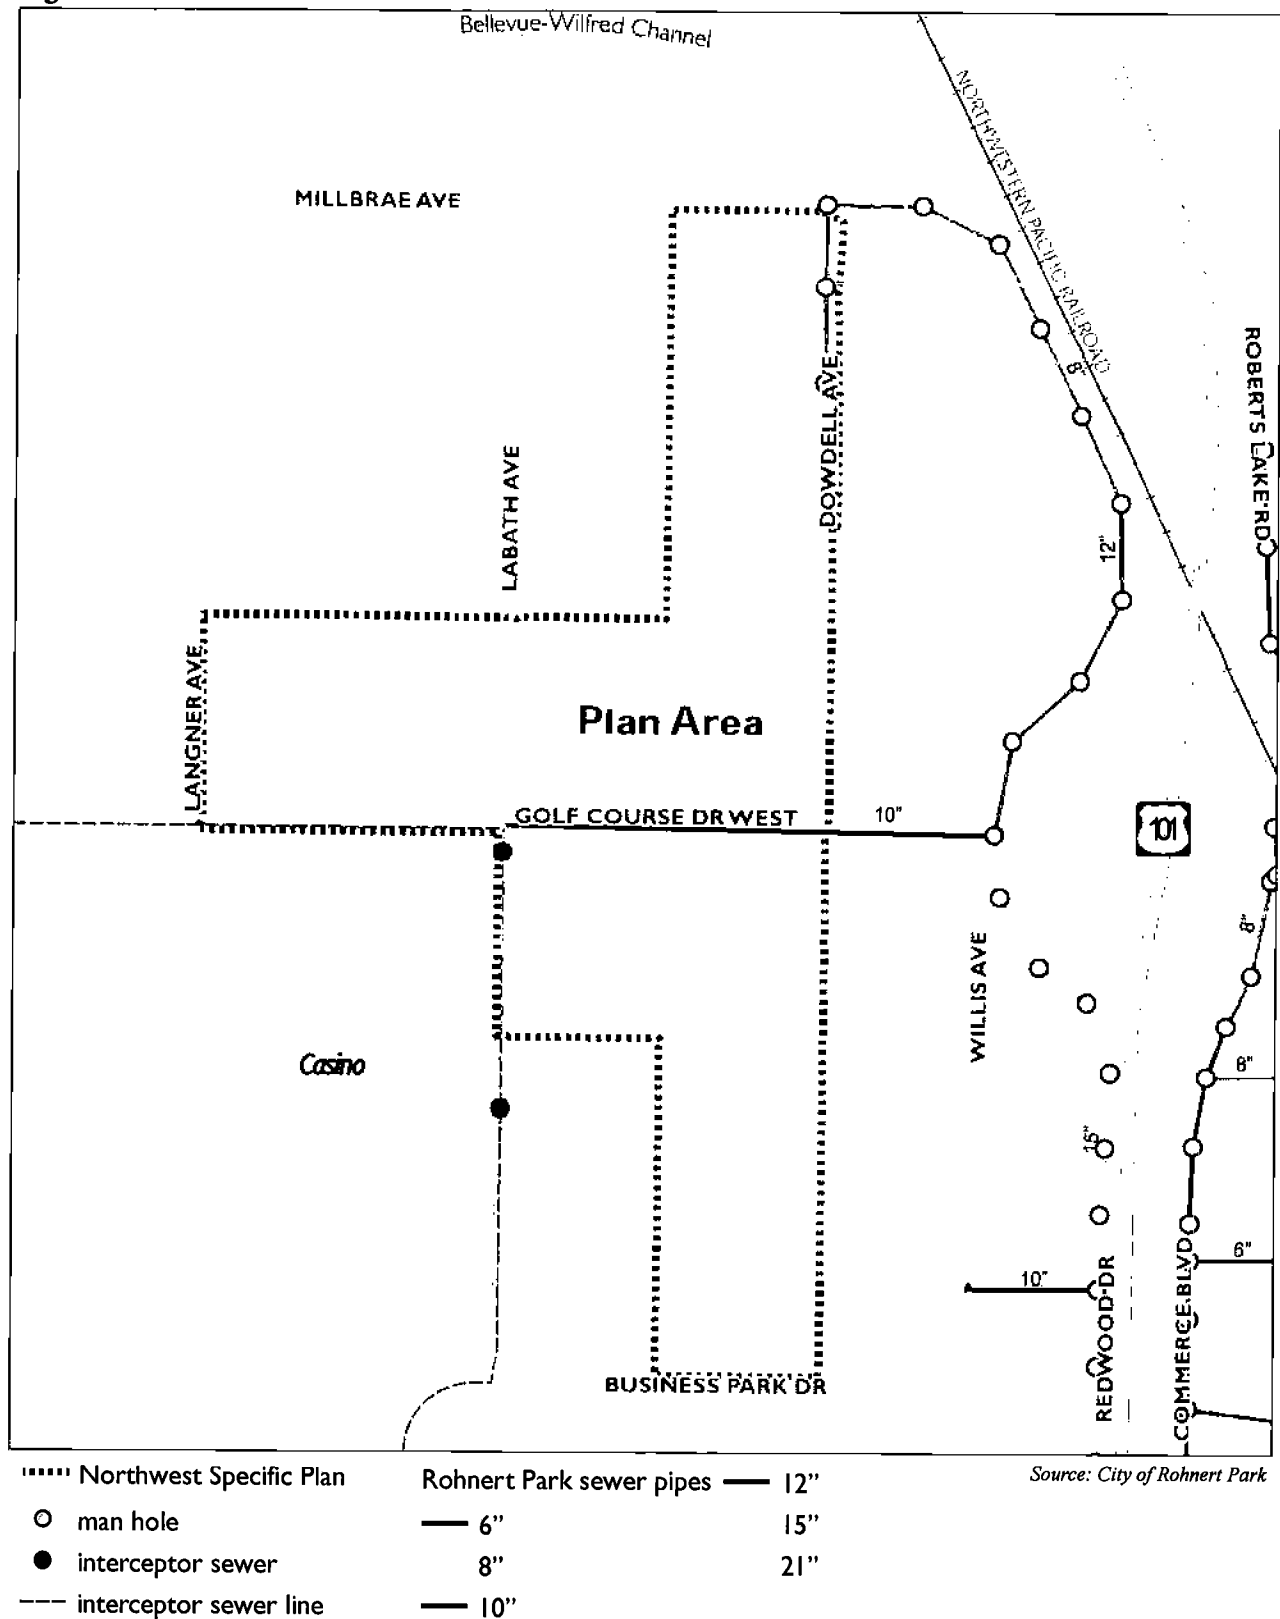 Bellevue-Wilfred Channel
NORTHWESTERN PACIFIC RAILROAD
MILLBRAE AVE
ROBERTS LAKE RD
8"
DOWDELL AVE
LABATH AVE
12"
LANGNER AVE
Plan Area
GOLF COURSE DR WEST
10"
101
8"
WILLIS AVE
Casino
8"
15"
6"
10"
REDWOOD DR
COMMERCE BLVD
BUSINESS PARK DR
Northwest Specific Plan
Rohnert Park sewer pipes
12"
Source: City of Rohnert Park
man hole
6"
15"
interceptor sewer
8"
21"
interceptor sewer line
10"